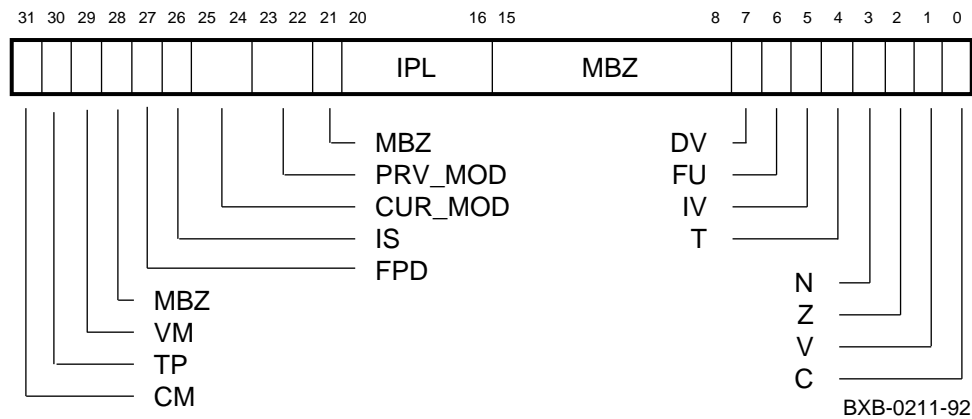 31 30 29 28 27 26 25 24 23 22 21 20 16 15 8 7 6 5 4 3 2 1 0
IPL MBZ
MBZ DV
PRV_MOD FU
CUR_MOD IV
IS T
FPD
N
MBZ
Z
VM
V
TP
C
CM
BXB-0211-92